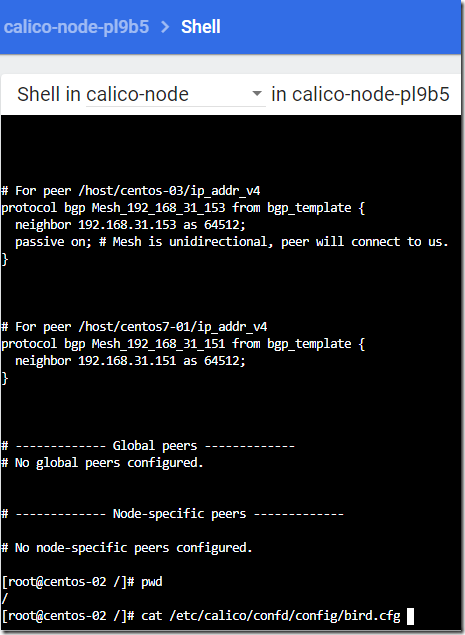 calico-node-pl9b5 > Shell
Shell in calico-node in calico-node-pl9b5
# For peer /host/centos-03/ip_addr_v4
protocol bgp Mesh_192_168_31_153 from bgp_template {
  neighbor 192.168.31.153 as 64512;
  passive on; # Mesh is unidirectional, peer will connect to us.
}
# For peer /host/centos7-01/ip_addr_v4
protocol bgp Mesh_192_168_31_151 from bgp_template {
  neighbor 192.168.31.151 as 64512;
}
# ------------- Global peers -------------
# No global peers configured.
# ------------- Node-specific peers -------------
# No node-specific peers configured.
[root@centos-02 /]# pwd
/
[root@centos-02 /]# cat /etc/calico/confd/config/bird.cfg